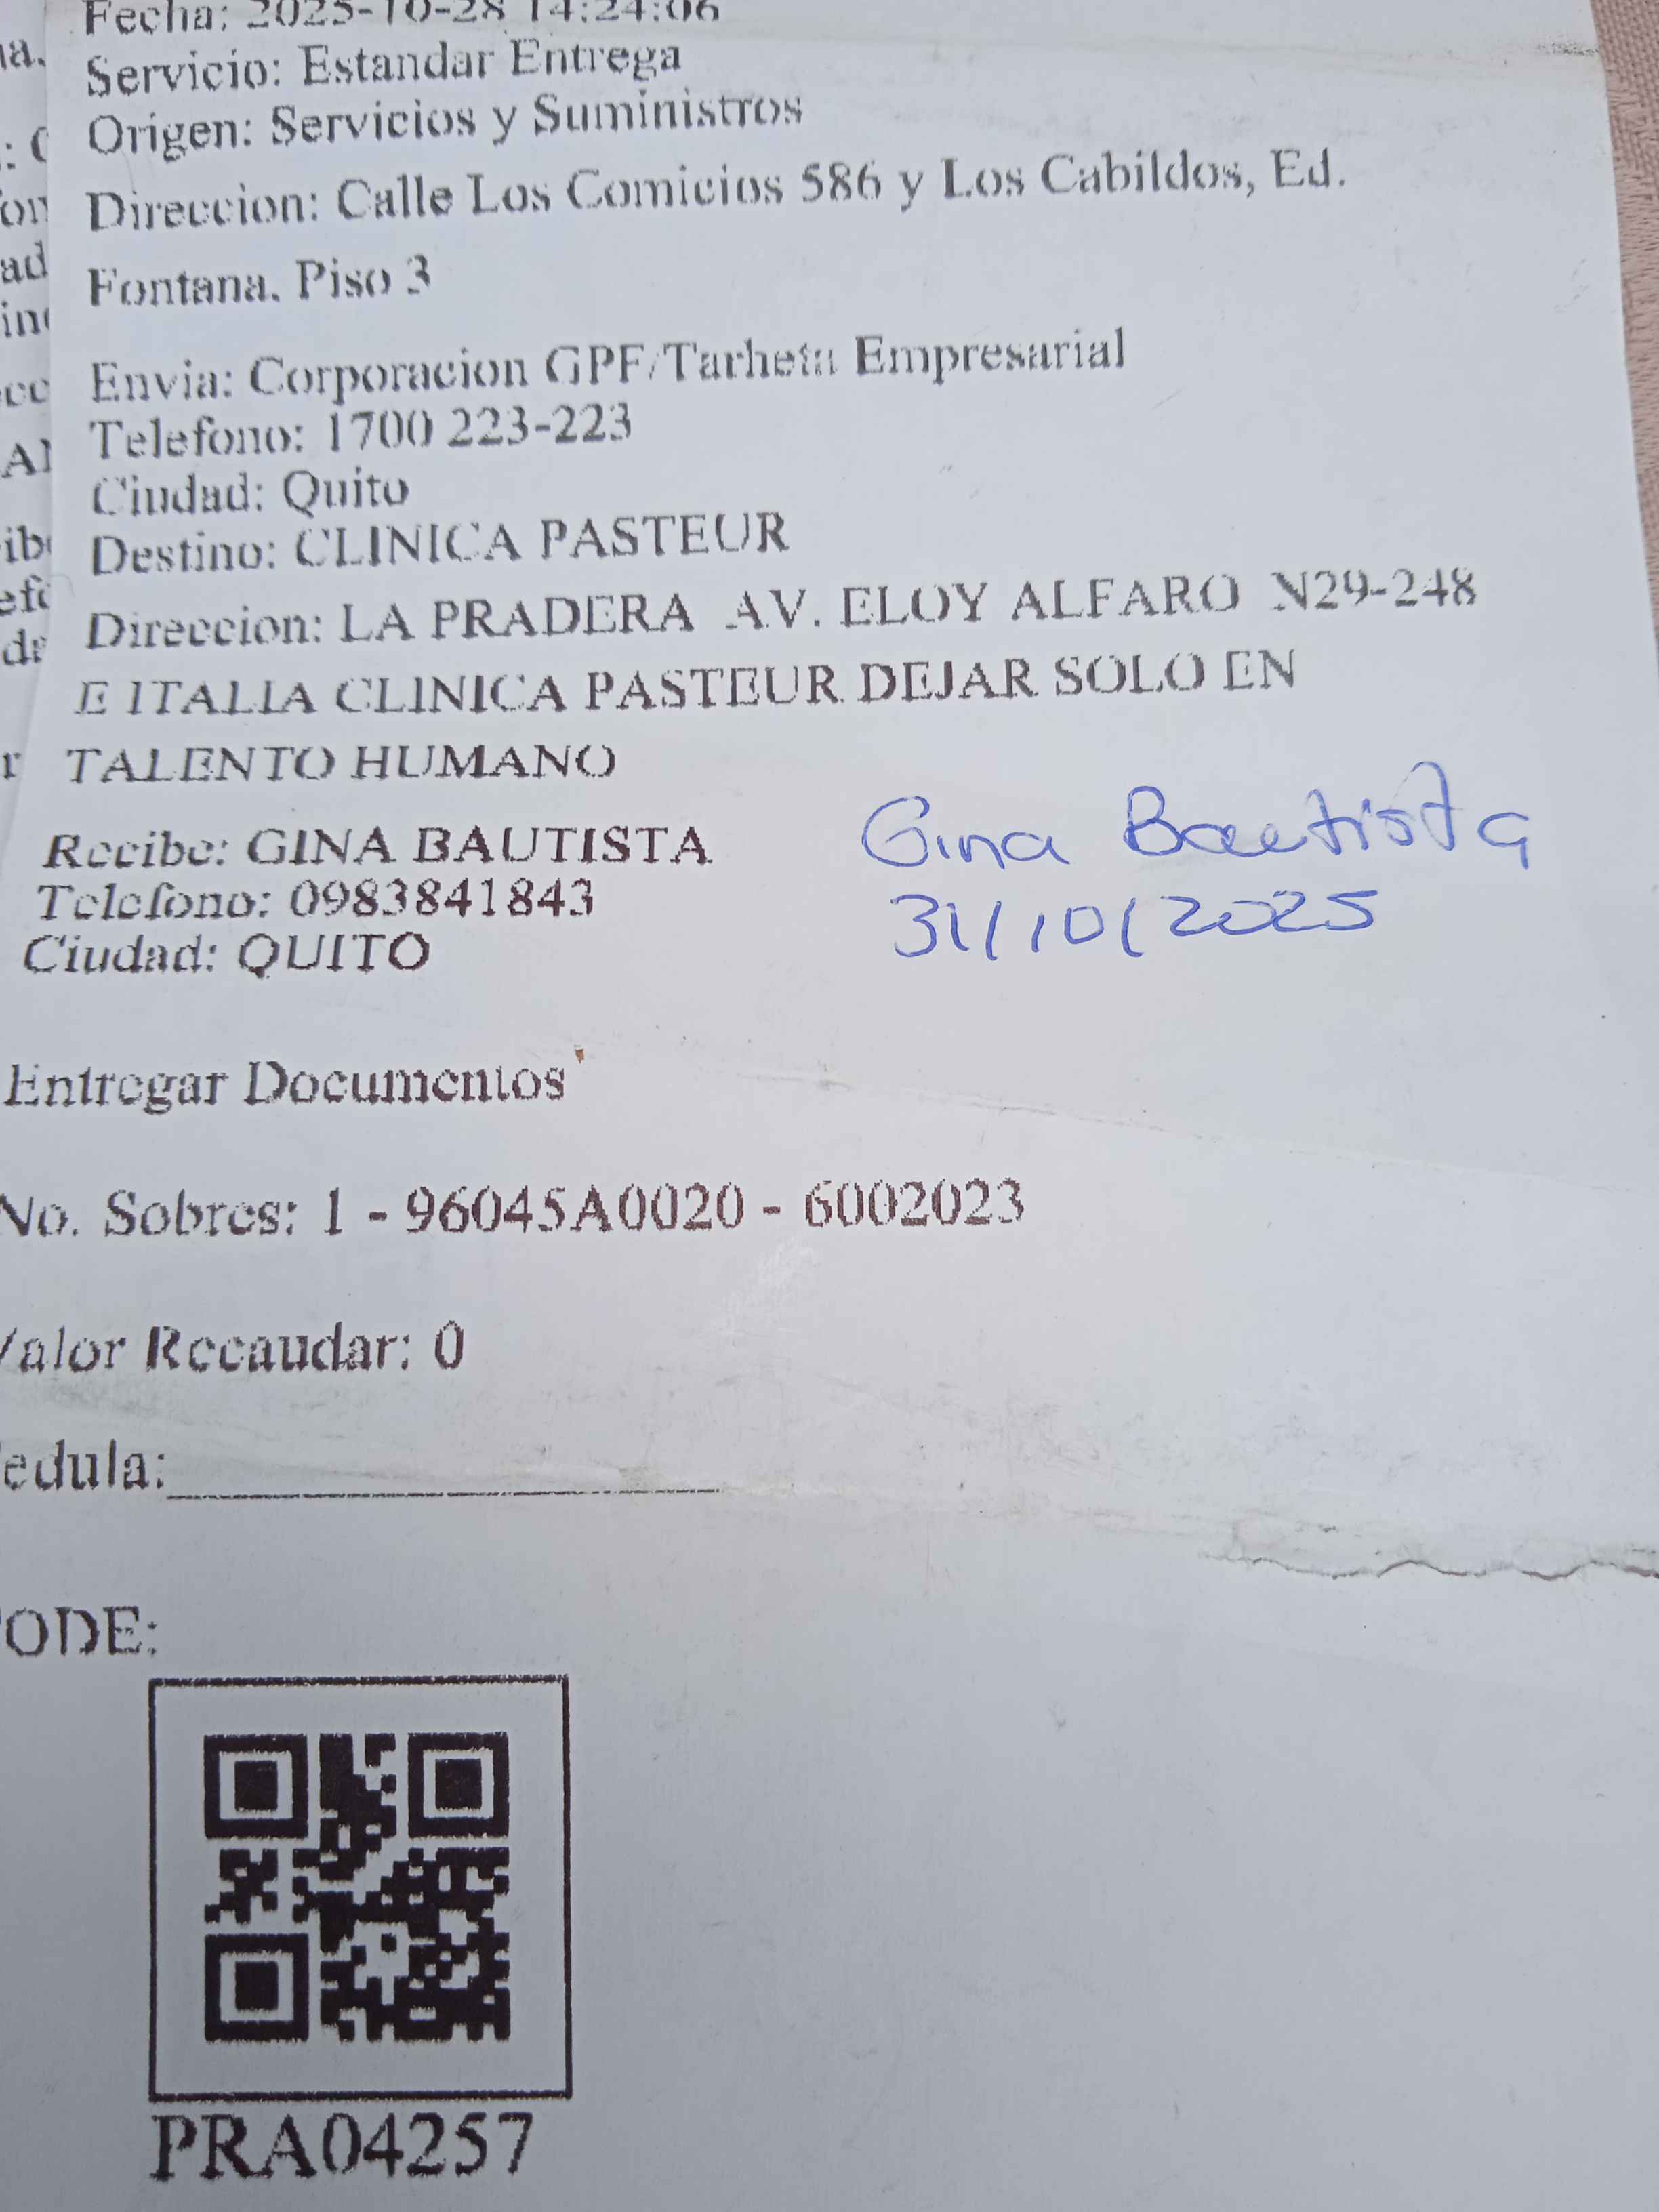 Fecha: 2025-10-28 14:24:06
Servicio: Estandar Entrega
Origen: Servicios y Suministros
Direccion: Calle Los Comicios 586 y Los Cabildos, Ed.
Fontana. Piso 3
Envia: Corporacion GPF/Tarheta Empresarial
Telefono: 1700 223-223
Ciudad: Quito
Destino: CLINICA PASTEUR
Direccion: LA PRADERA AV. ELOY ALFARO N29-248
E ITALIA CLINICA PASTEUR DEJAR SOLO EN
TALENTO HUMANO
Recibe: GINA BAUTISTA
Telefono: 0983841843
Ciudad: QUITO
Gina Bautista
31/10/2025
Entregar Documentos
No. Sobres: 1 - 96045A0020 - 6002023
Valor Recaudar: 0
edula:
ODE:
PRA04257